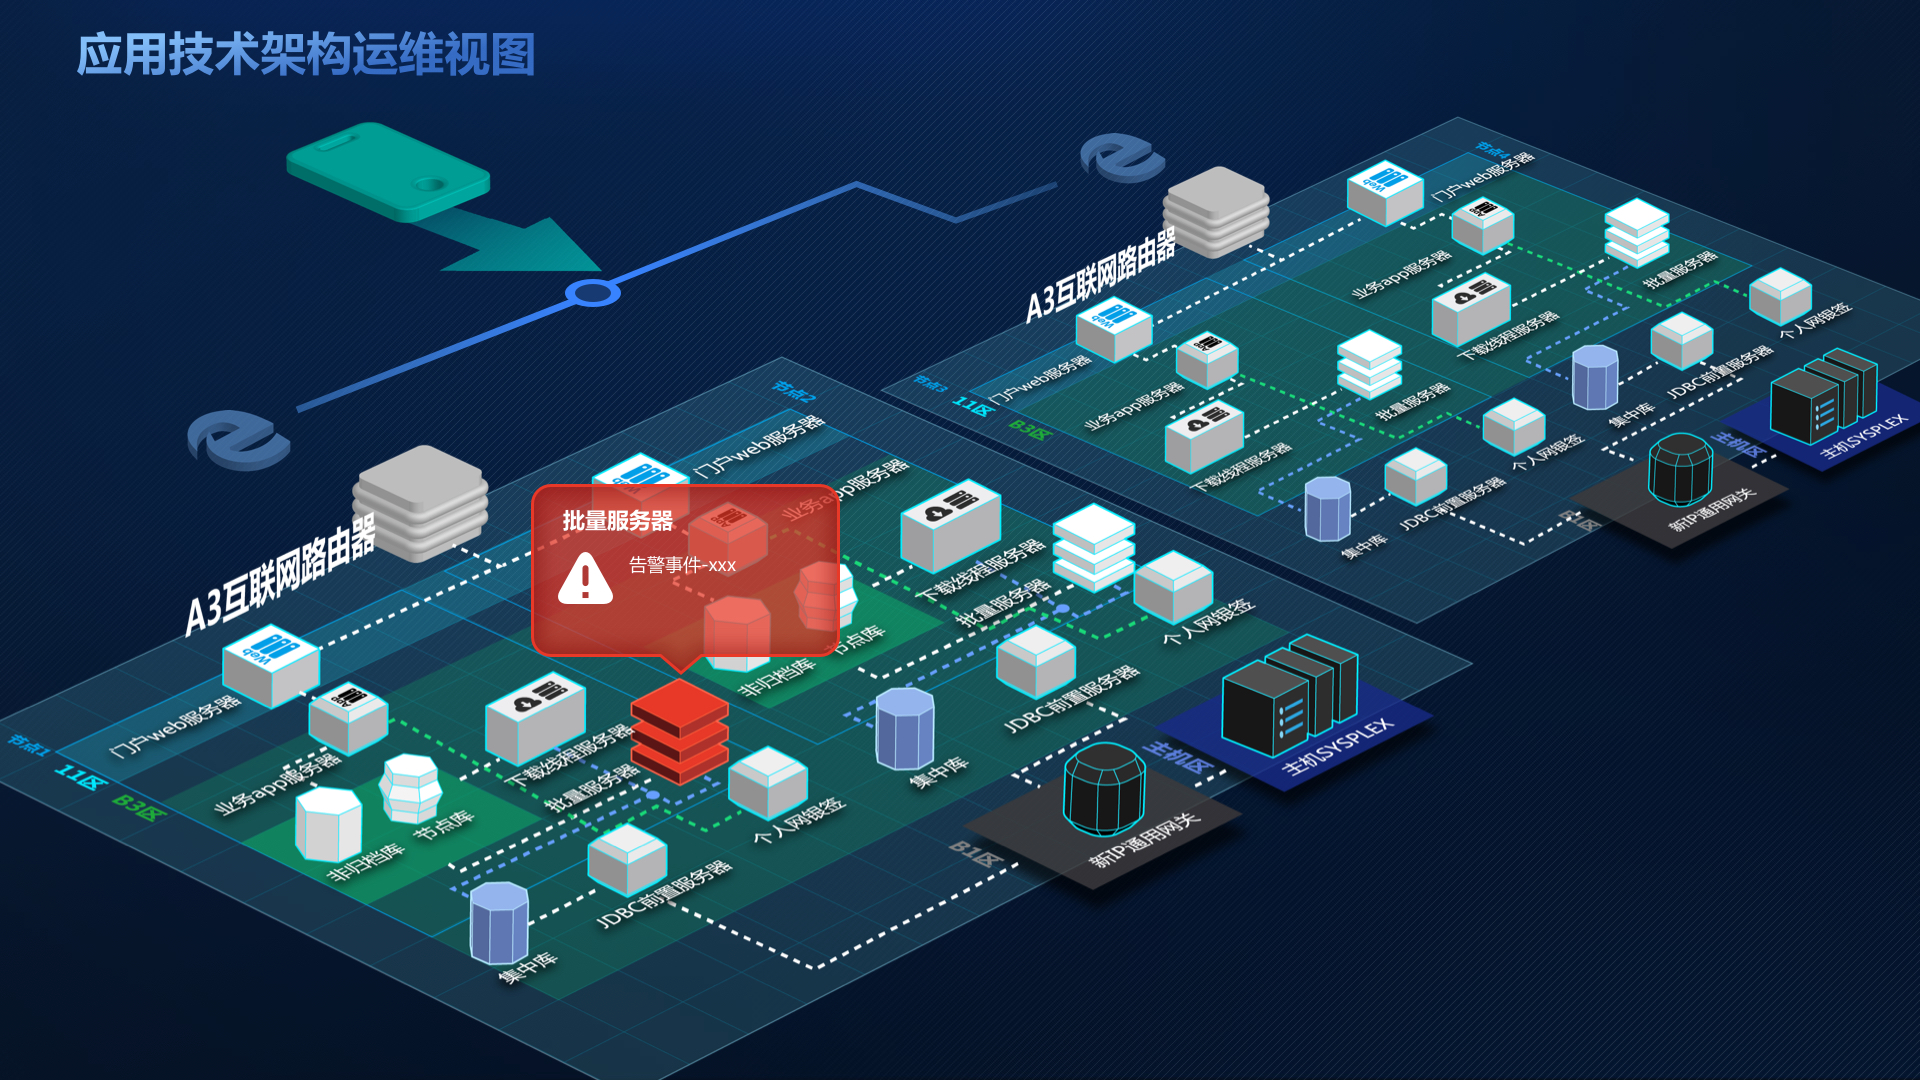 应用技术架构运维视图
A3互联网路由器
节点4
门户web服务器
Web
业务app服务器
批量服务器
下载线程服务器
个人网银签
JDBC前置服务器
集中库
主机区
主机SYSPLEX
新IP通用网关
B1区
节点3
11区
B3区
门户web服务器
Web
业务app服务器
批量服务器
下载线程服务器
个人网银签
JDBC前置服务器
集中库
A3互联网路由器
节点2
门户web服务器
业务app服务器
下载线程服务器
批量服务器
个人网银签
节点库
非归档库
JDBC前置服务器
集中库
批量服务器
告警事件-xxx
节点1
11区
B3区
门户web服务器
Web
业务app服务器
下载线程服务器
批量服务器
个人网银签
节点库
非归档库
JDBC前置服务器
集中库
主机区
主机SYSPLEX
新IP通用网关
B1区